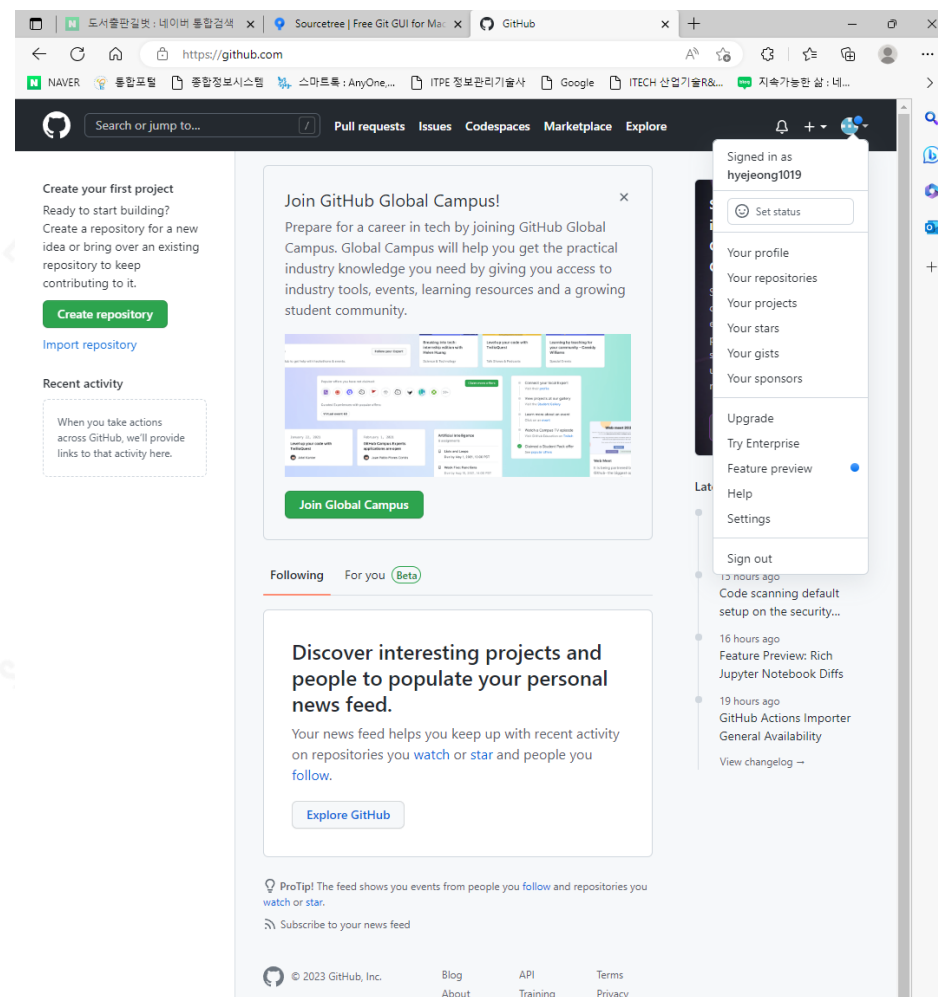 도서출판길벗 : 네이버 통합검색
Sourcetree | Free Git GUI for Mac
GitHub
https://github.com
NAVER
통합포털
종합정보시스템
스마트톡 : AnyOne,...
ITPE 정보관리기술사
Google
ITECH 산업기술R&...
지속가능한 삶 : 네...
Search or jump to...
/
Pull requests
Issues
Codespaces
Marketplace
Explore
Signed in as
hyejeong1019
Set status
Your profile
Your repositories
Your projects
Your stars
Your gists
Your sponsors
Upgrade
Try Enterprise
Feature preview
Help
Settings
Sign out
Create your first project
Ready to start building?
Create a repository for a new
idea or bring over an existing
repository to keep
contributing to it.
Create repository
Import repository
Recent activity
When you take actions
across GitHub, we'll provide
links to that activity here.
Join GitHub Global Campus!
Prepare for a career in tech by joining GitHub Global
Campus. Global Campus will help you get the practical
industry knowledge you need by giving you access to
industry tools, events, learning resources and a growing
student community.
Join Global Campus
Following
For you
Beta
Discover interesting projects and
people to populate your personal
news feed.
Your news feed helps you keep up with recent activity
on repositories you watch or star and people you
follow.
Explore GitHub
ProTip! The feed shows you events from people you follow and repositories you
watch or star.
Subscribe to your news feed
13 hours ago
Code scanning default
setup on the security...
16 hours ago
Feature Preview: Rich
Jupyter Notebook Diffs
19 hours ago
GitHub Actions Importer
General Availability
View changelog →
© 2023 GitHub, Inc.
Blog
API
Terms
About
Training
Privacy